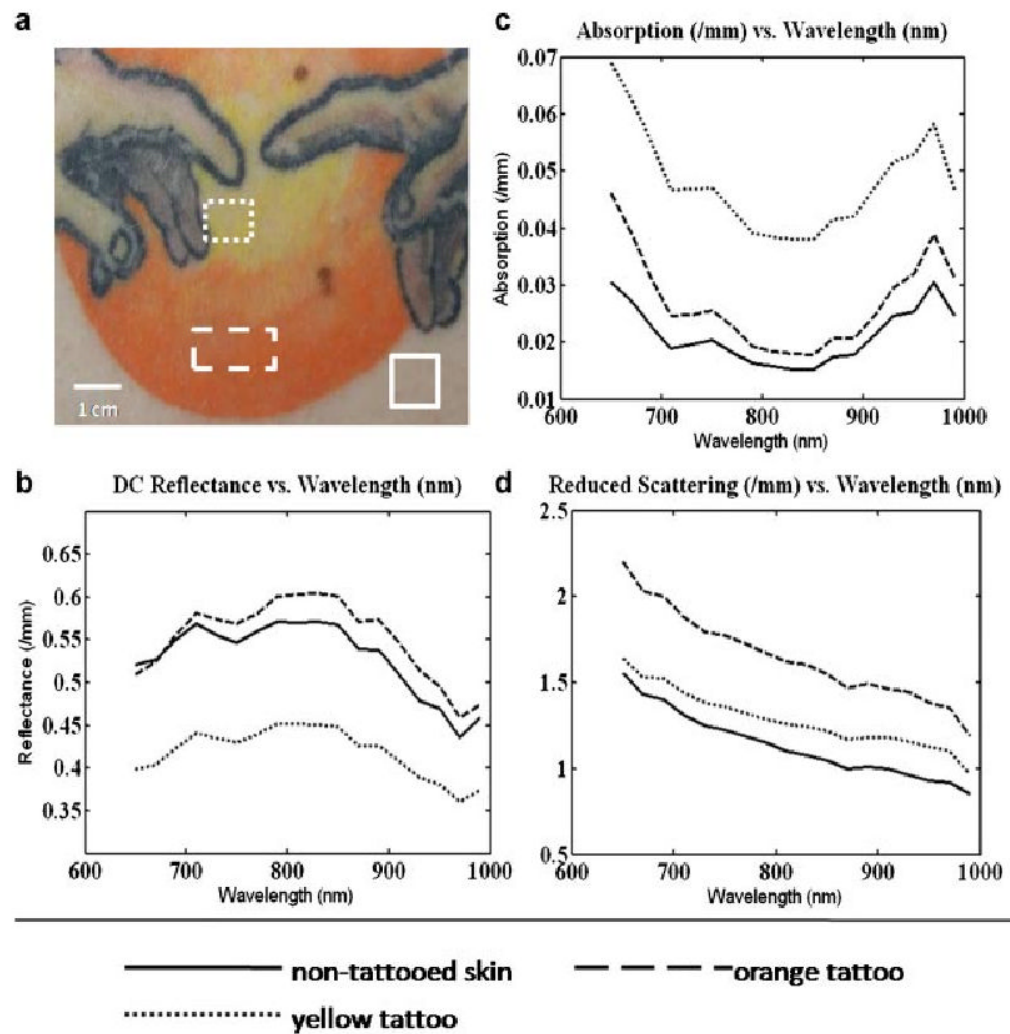 a
1 cm
b
DC Reflectance vs. Wavelength (nm)
Reflectance (/mm)
0.65
0.6
0.55
0.5
0.45
0.4
0.35
600
700
800
900
1000
Wavelength (nm)
c
Absorption (/mm) vs. Wavelength (nm)
Absorption (/mm)
0.07
0.06
0.05
0.04
0.03
0.02
0.01
600
700
800
900
1000
Wavelength (nm)
d
Reduced Scattering (/mm) vs. Wavelength (nm)
2.5
2
1.5
1
0.5
600
700
800
900
1000
Wavelength (nm)
non-tattooed skin
orange tattoo
yellow tattoo